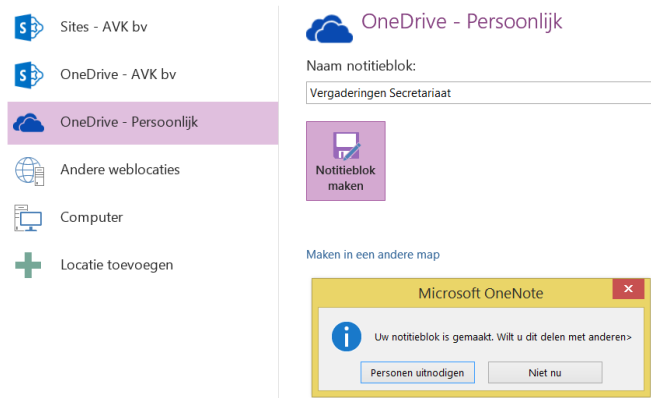 Sites - AVK bv
OneDrive - AVK bv
OneDrive - Persoonlijk
Andere weblocaties
Computer
Locatie toevoegen
OneDrive - Persoonlijk
Naam notitieblok:
Vergaderingen Secretariaat
Notitieblok
maken
Maken in een andere map
Microsoft OneNote
Uw notitieblok is gemaakt. Wilt u dit delen met anderen>
Personen uitnodigen
Niet nu